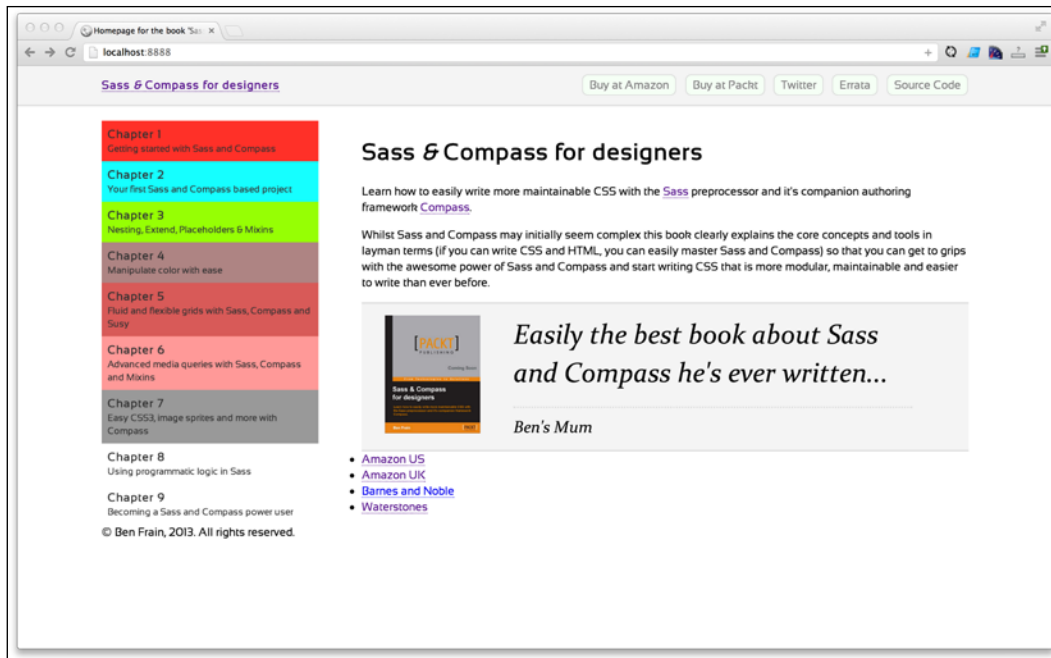 Homepage for the book 'Sas
localhost:8888
Sass & Compass for designers
Buy at Amazon
Buy at Packt
Twitter
Errata
Source Code
Chapter 1
Getting started with Sass and Compass
Chapter 2
Your first Sass and Compass based project
Chapter 3
Nesting, Extend, Placeholders & Mixins
Chapter 4
Manipulate color with ease
Chapter 5
Fluid and flexible grids with Sass, Compass and
Susy
Chapter 6
Advanced media queries with Sass, Compass
and Mixins
Chapter 7
Easy CSS3, image sprites and more with
Compass
Chapter 8
Using programmatic logic in Sass
Chapter 9
Becoming a Sass and Compass power user
© Ben Frain, 2013. All rights reserved.
Sass & Compass for designers
Learn how to easily write more maintainable CSS with the Sass preprocessor and it's companion authoring
framework Compass.
Whilst Sass and Compass may initially seem complex this book clearly explains the core concepts and tools in
layman terms (if you can write CSS and HTML, you can easily master Sass and Compass) so that you can get to grips
with the awesome power of Sass and Compass and start writing CSS that is more modular, maintainable and easier
to write than ever before.
[PACKT]
PUBLISHING
Coming Soon
Sass & Compass
for designers
Ben Frain
PACKT
Easily the best book about Sass
and Compass he's ever written...
Ben's Mum
• Amazon US
• Amazon UK
• Barnes and Noble
• Waterstones